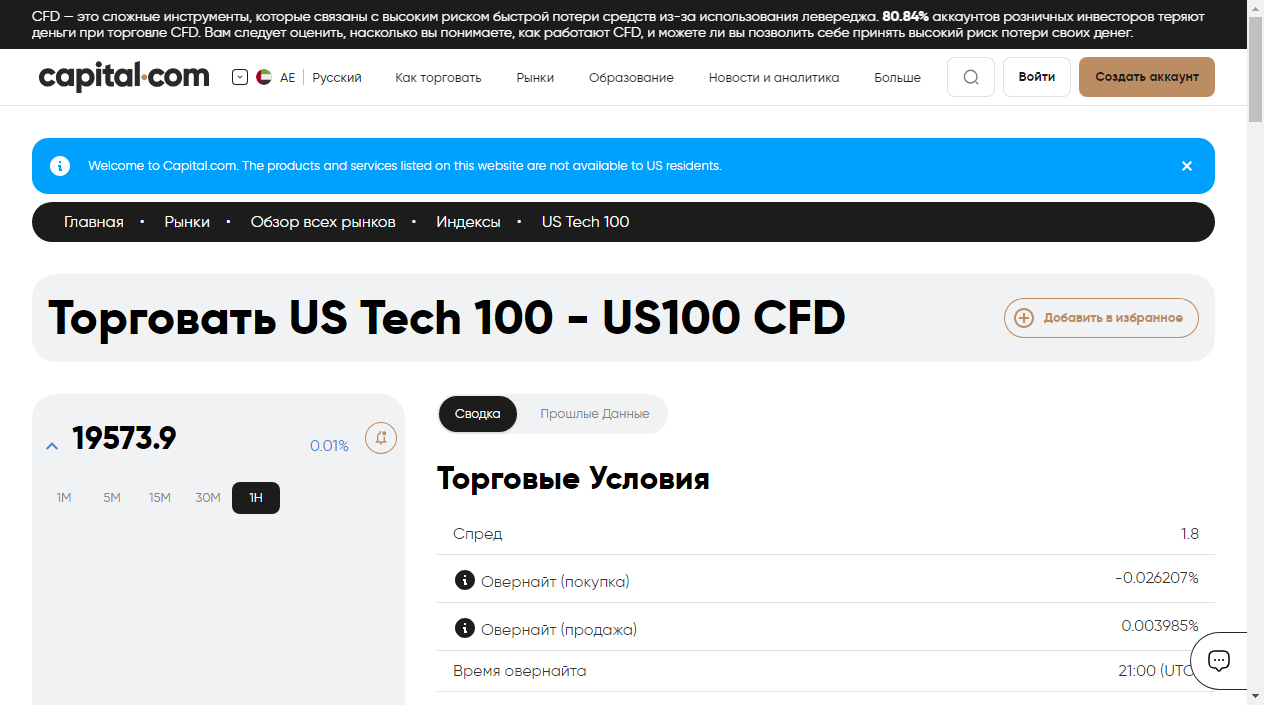 CFD — это сложные инструменты, которые связаны с высоким риском быстрой потери средств из-за использования левереджа. 80.84% аккаунтов розничных инвесторов теряют
деньги при торговле CFD. Вам следует оценить, насколько вы понимаете, как работают CFD, и можете ли вы позволить себе принять высокий риск потери своих денег.
capital.com AE Русский Как торговать Рынки Образование Новости и аналитика Больше Войти Создать аккаунт
Welcome to Capital.com. The products and services listed on this website are not available to US residents.
Главная • Рынки • Обзор всех рынков • Индексы • US Tech 100
Торговать US Tech 100 - US100 CFD
Добавить в избранное
19573.9 0.01%
1M 5M 15M 30M 1H
Сводка Прошлые Данные
Торговые Условия
Спред 1.8
Овернайт (покупка) -0.026207%
Овернайт (продажа) 0.003985%
Время овернайта 21:00 (UTC